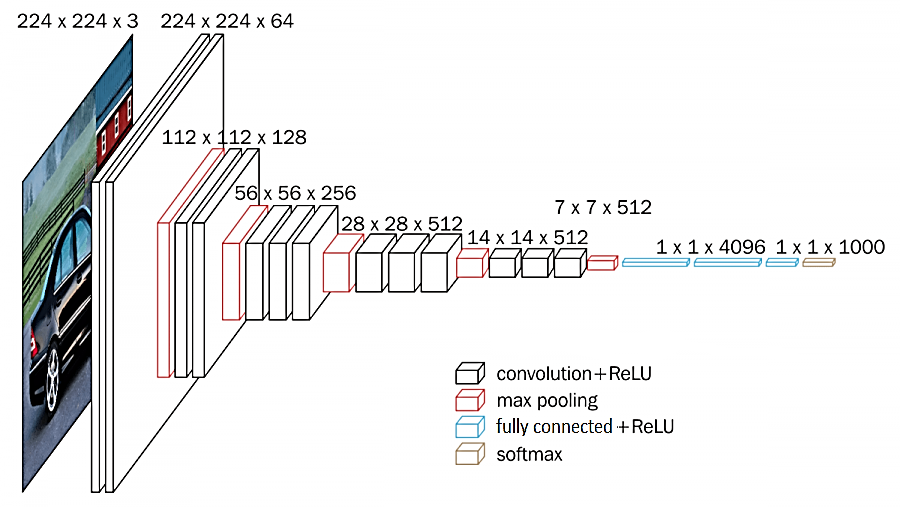 224 x 224 x 3
224 x 224 x 64
112 x 112 x 128
56 x 56 x 256
28 x 28 x 512
14 x 14 x 512
7 x 7 x 512
1 x 1 x 4096
1 x 1 x 1000
convolution+ReLU
max pooling
fully connected +ReLU
softmax